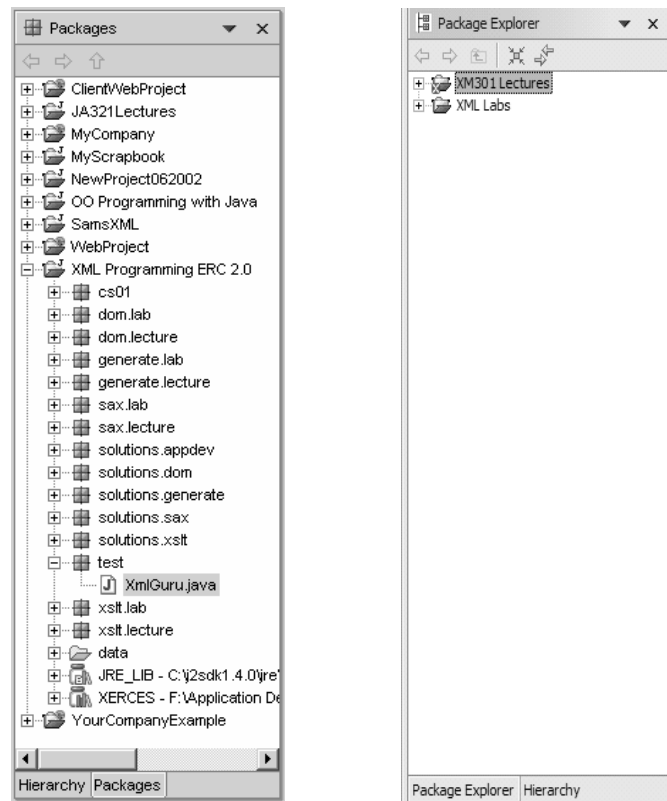 Packages
ClientWebProject
JA321Lectures
MyCompany
MyScrapbook
NewProject062002
OO Programming with Java
SamsXML
WebProject
XML Programming ERC 2.0
cs01
dom.lab
dom.lecture
generate.lab
generate.lecture
sax.lab
sax.lecture
solutions.appdev
solutions.dom
solutions.generate
solutions.sax
solutions.xslt
test
XmlGuru.java
xslt.lab
xslt.lecture
data
JRE_LIB - C:\j2sdk1.4.0\jre\
XERCES - F:\Application De
YourCompanyExample
Hierarchy Packages
Package Explorer
XM301 Lectures
XML Labs
Package Explorer Hierarchy